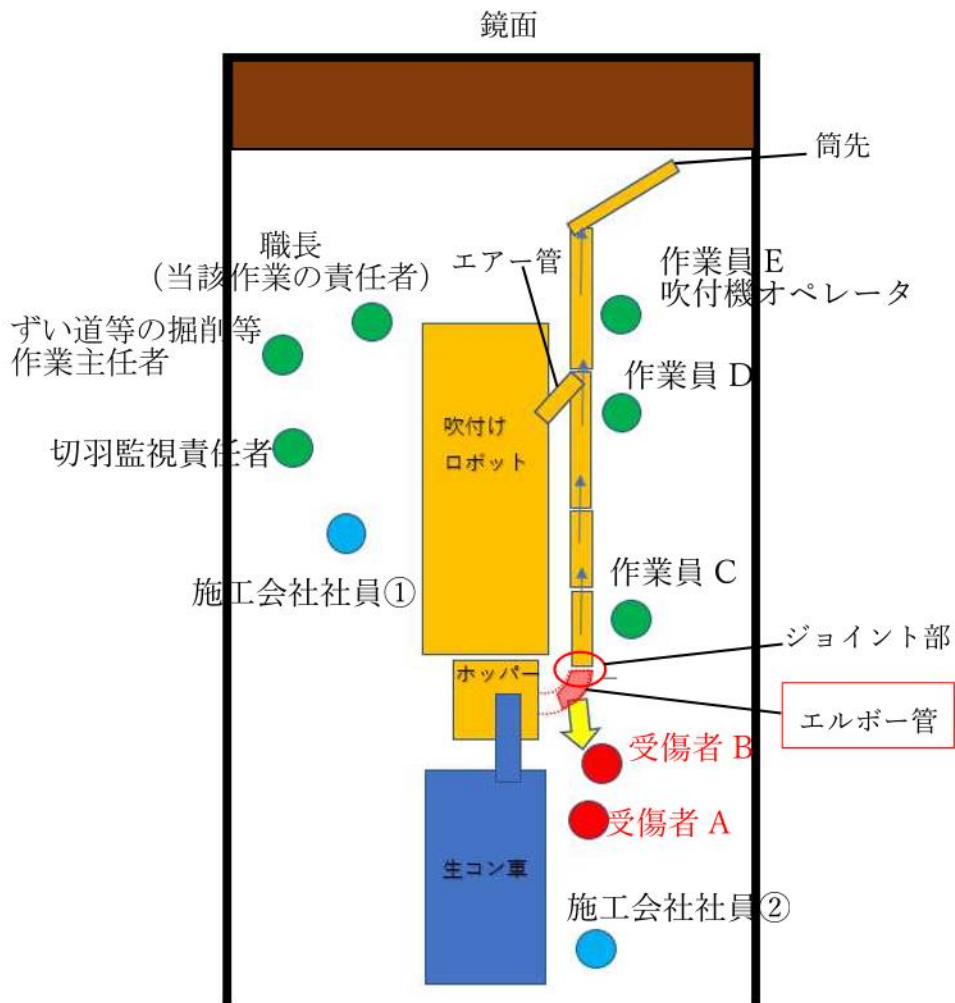 鏡面
筒先
職長
(当該作業の責任者)
エアー管
作業員 E
吹付機オペレータ
ずい道等の掘削等
作業主任者
作業員 D
吹付け
ロボット
切羽監視責任者
作業員 C
施工会社社員①
ジョイント部
ホッパー
エルボー管
受傷者 B
受傷者 A
生コン車
施工会社社員②